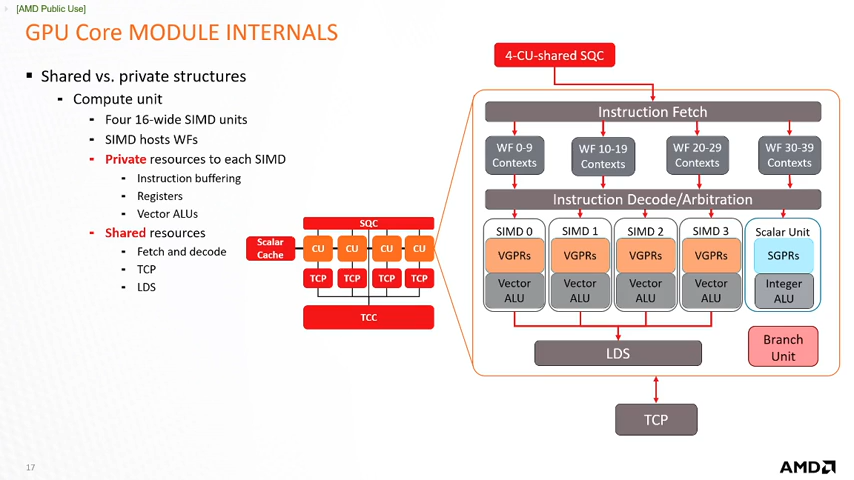 [AMD Public Use]
GPU Core MODULE INTERNALS
Shared vs. private structures
Compute unit
Four 16-wide SIMD units
SIMD hosts WFs
Private resources to each SIMD
Instruction buffering
Registers
Vector ALUs
Shared resources
Fetch and decode
TCP
LDS
SQC
Scalar
Cache
CU CU CU CU
TCP TCP TCP TCP
TCC
4-CU-shared SQC
Instruction Fetch
WF 0-9
Contexts
WF 10-19
Contexts
WF 20-29
Contexts
WF 30-39
Contexts
Instruction Decode/Arbitration
SIMD 0
VGPRs
Vector
ALU
SIMD 1
VGPRs
Vector
ALU
SIMD 2
VGPRs
Vector
ALU
SIMD 3
VGPRs
Vector
ALU
Scalar Unit
SGPRs
Integer
ALU
LDS
Branch
Unit
TCP
17
AMD